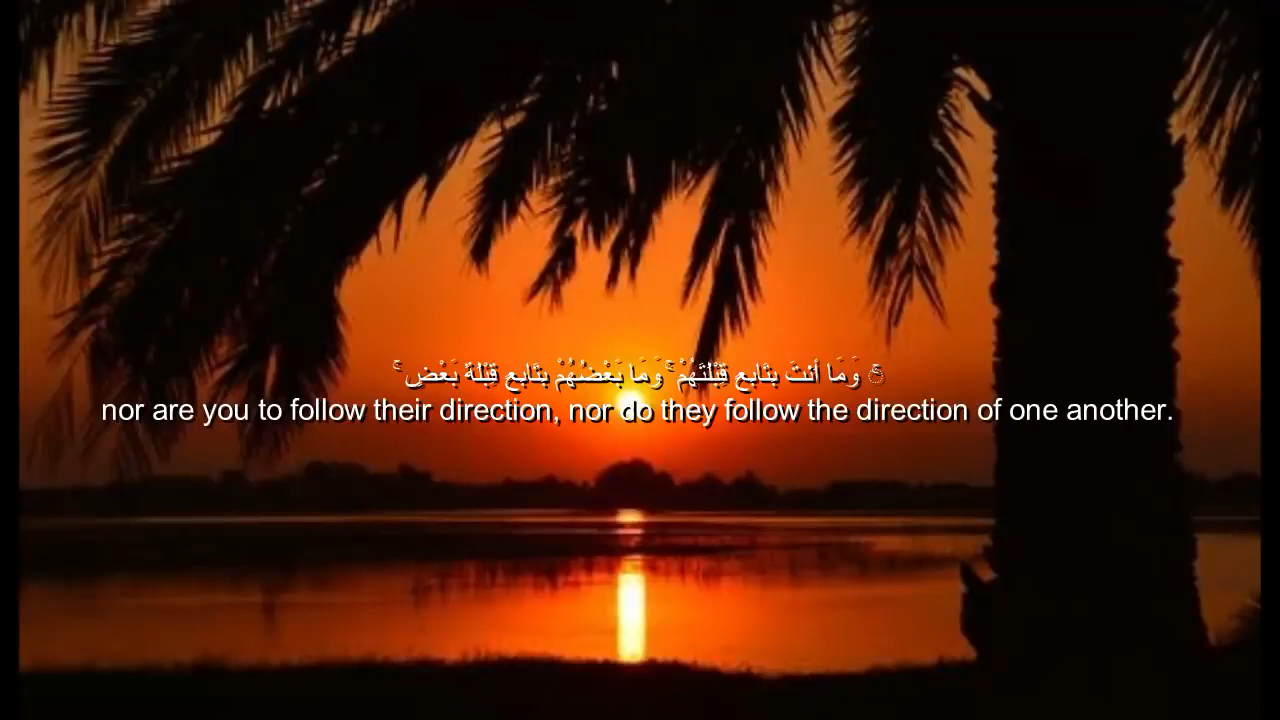 ۚ وَمَا أَنتَ بِتَابِعٍ قِبْلَتَهُمْ ۚ وَمَا بَعْضُهُم بِتَابِعٍ قِبْلَةَ بَعْضٍ ۚ
nor are you to follow their direction, nor do they follow the direction of one another.